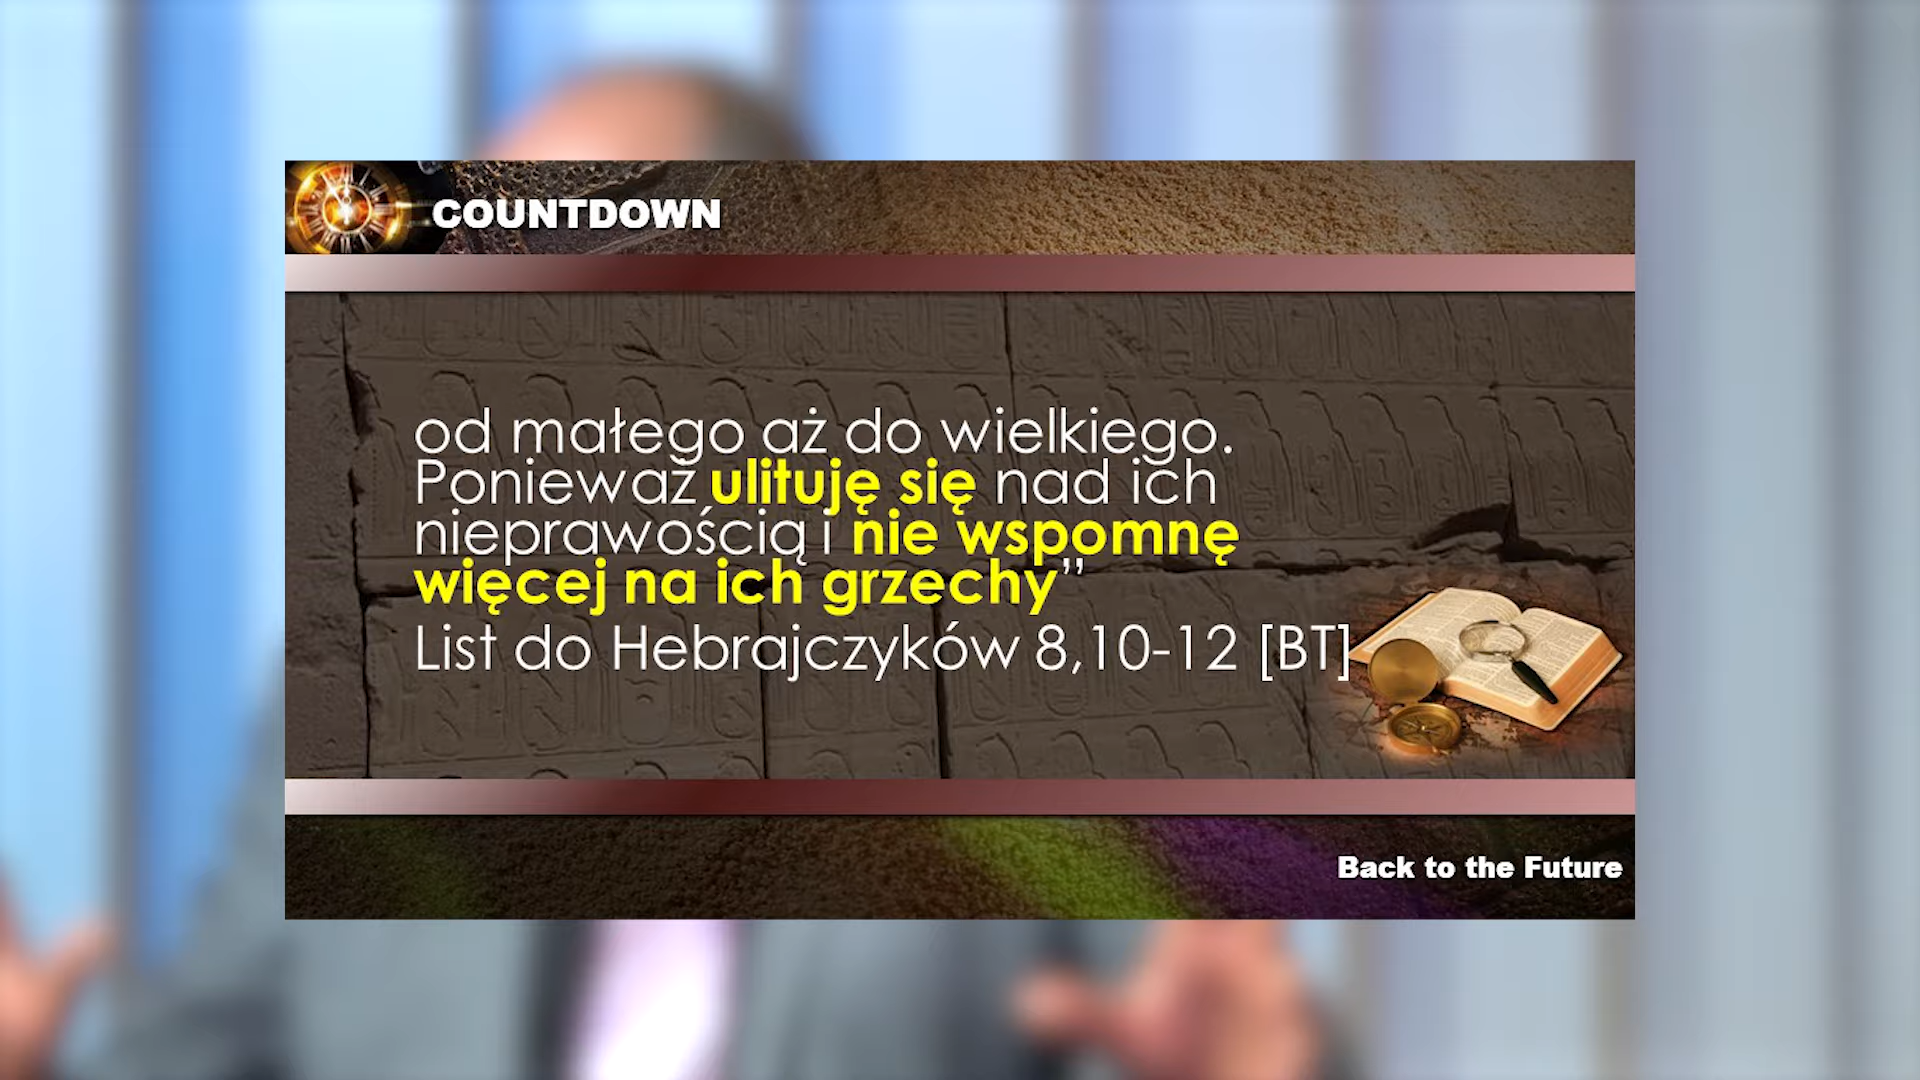 COUNTDOWN
od małego aż do wielkiego.
Ponieważ ulituję się nad ich
nieprawością i nie wspomnę
więcej na ich grzechy”
List do Hebrajczyków 8,10-12 [BT]
Back to the Future